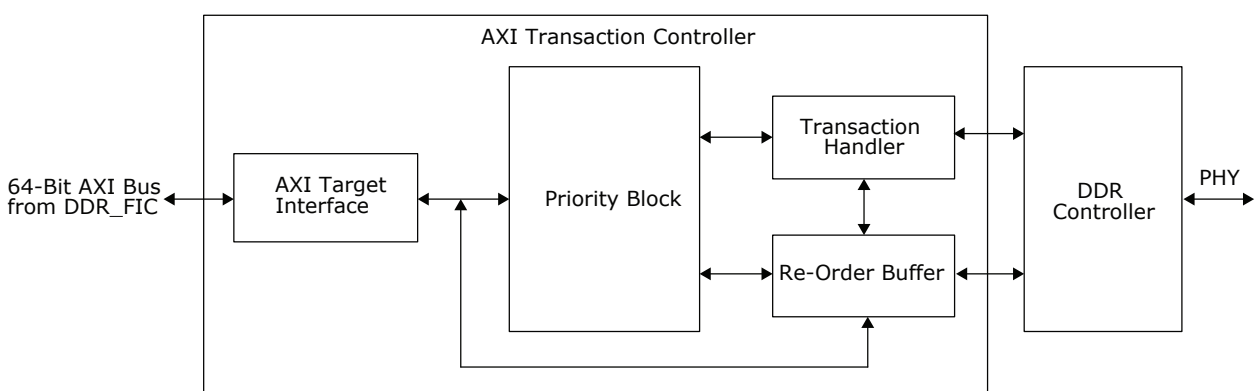 AXI Transaction Controller
64-Bit AXI Bus
from DDR_FIC
AXI Target
Interface
Priority Block
Transaction
Handler
Re-Order Buffer
DDR
Controller
PHY